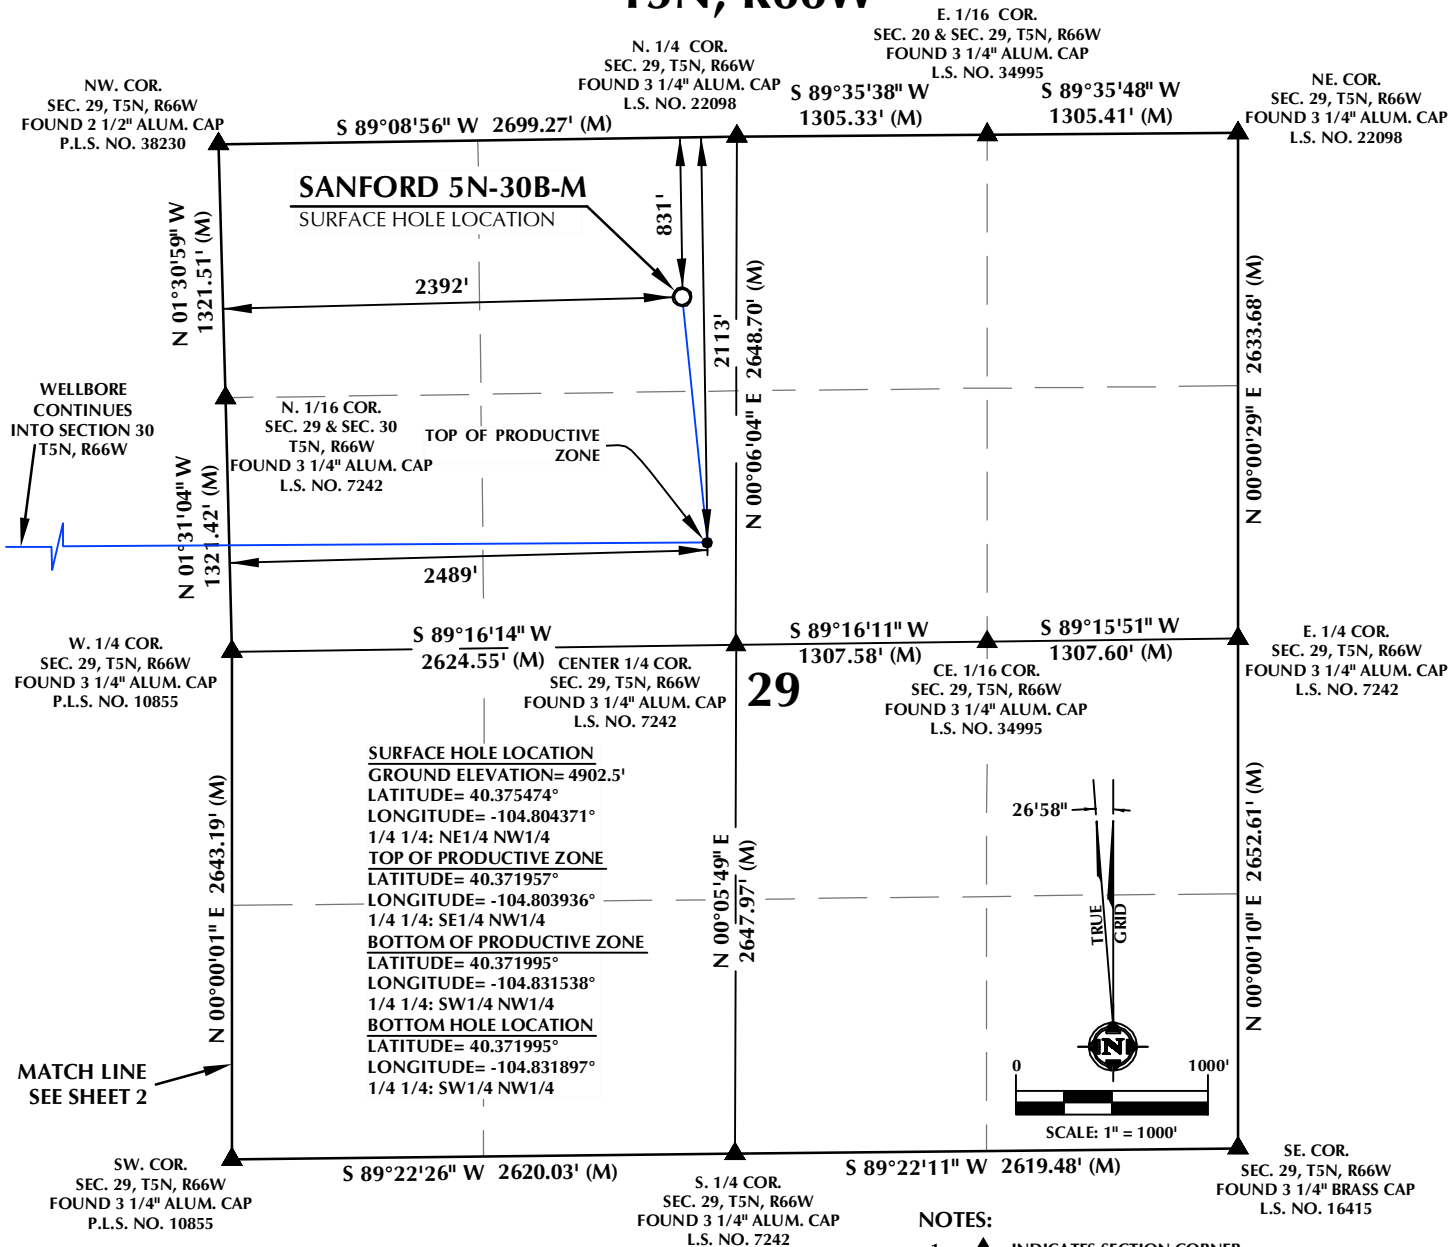 T5N, R66W
E. 1/16 COR.
SEC. 20 & SEC. 29, T5N, R66W
FOUND 3 1/4" ALUM. CAP
L.S. NO. 34995
N. 1/4 COR.
SEC. 29, T5N, R66W
FOUND 3 1/4" ALUM. CAP
L.S. NO. 22098
NW. COR.
SEC. 29, T5N, R66W
FOUND 2 1/2" ALUM. CAP
P.L.S. NO. 38230
NE. COR.
SEC. 29, T5N, R66W
FOUND 3 1/4" ALUM. CAP
L.S. NO. 22098
S 89°08'56" W 2699.27' (M)
S 89°35'38" W
1305.33' (M)
S 89°35'48" W
1305.41' (M)
SANFORD 5N-30B-M
SURFACE HOLE LOCATION
831'
N 01°30'59" W
1321.51' (M)
2392'
2113'
N 00°06'04" E 2648.70' (M)
N 00°00'29" E 2633.68' (M)
WELLBORE
CONTINUES
INTO SECTION 30
T5N, R66W
N. 1/16 COR.
SEC. 29 & SEC. 30
T5N, R66W
FOUND 3 1/4" ALUM. CAP
L.S. NO. 7242
TOP OF PRODUCTIVE
ZONE
N 01°31'04" W
1321.42' (M)
2489'
W. 1/4 COR.
SEC. 29, T5N, R66W
FOUND 3 1/4" ALUM. CAP
P.L.S. NO. 10855
S 89°16'14" W
2624.55' (M)
CENTER 1/4 COR.
SEC. 29, T5N, R66W
FOUND 3 1/4" ALUM. CAP
L.S. NO. 7242
29
S 89°16'11" W
1307.58' (M)
S 89°15'51" W
1307.60' (M)
CE. 1/16 COR.
SEC. 29, T5N, R66W
FOUND 3 1/4" ALUM. CAP
L.S. NO. 34995
E. 1/4 COR.
SEC. 29, T5N, R66W
FOUND 3 1/4" ALUM. CAP
L.S. NO. 7242
SURFACE HOLE LOCATION
GROUND ELEVATION= 4902.5'
LATITUDE= 40.375474°
LONGITUDE= -104.804371°
1/4 1/4: NE1/4 NW1/4
TOP OF PRODUCTIVE ZONE
LATITUDE= 40.371957°
LONGITUDE= -104.803936°
1/4 1/4: SE1/4 NW1/4
BOTTOM OF PRODUCTIVE ZONE
LATITUDE= 40.371995°
LONGITUDE= -104.831538°
1/4 1/4: SW1/4 NW1/4
BOTTOM HOLE LOCATION
LATITUDE= 40.371995°
LONGITUDE= -104.831897°
1/4 1/4: SW1/4 NW1/4
N 00°00'01" E 2643.19' (M)
N 00°05'49" E
2647.97' (M)
26'58"
TRUE
GRID
N
N 00°00'10" E 2652.61' (M)
MATCH LINE
SEE SHEET 2
0 1000'
SCALE: 1" = 1000'
SW. COR.
SEC. 29, T5N, R66W
FOUND 3 1/4" ALUM. CAP
P.L.S. NO. 10855
S 89°22'26" W 2620.03' (M)
S. 1/4 COR.
SEC. 29, T5N, R66W
FOUND 3 1/4" ALUM. CAP
L.S. NO. 7242
S 89°22'11" W 2619.48' (M)
SE. COR.
SEC. 29, T5N, R66W
FOUND 3 1/4" BRASS CAP
L.S. NO. 16415
NOTES:
1. INDICATES SECTION CORNER